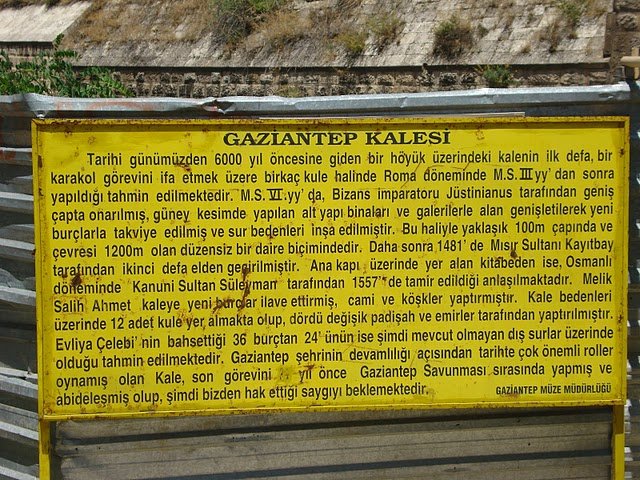 GAZİANTEP KALESİ
Tarihi günümüzden 6000 yıl öncesine giden bir höyük üzerindeki kalenin ilk defa, bir
karakol görevini ifa etmek üzere birkaç kule halinde Roma döneminde M.S. III yy' dan sonra
yapıldığı tahmin edilmektedir. M.S. VI .yy' da, Bizans imparatoru Jüstinianus tarafından geniş
çapta onarılmış, güney kesimde yapılan alt yapı binaları ve galerilerle alan genişletilerek yeni
burçlarla takviye edilmiş ve sur bedenleri inşa edilmiştir. Bu haliyle yaklaşık 100m çapında ve
çevresi 1200m olan düzensiz bir daire biçimindedir. Daha sonra 1481' de Mısır Sultanı Kayıtbay
tarafından ikinci defa elden geçirilmiştir. Ana kapı üzerinde yer alan kitabeden ise, Osmanlı
döneminde Kanuni Sultan Süleyman tarafından 1557' de tamir edildiği anlaşılmaktadır. Melik
Salih Ahmet kaleye yeni burçlar ilave ettirmiş, cami ve köşkler yaptırmıştır. Kale bedenleri
üzerinde 12 adet kule yer almakta olup, dördü değişik padişah ve emirler tarafından yaptırılmıştır.
Evliya Çelebi' nin bahsettiği 36 burçtan 24' ünün ise şimdi mevcut olmayan dış surlar üzerinde
olduğu tahmin edilmektedir. Gaziantep şehrinin devamlılığı açısından tarihte çok önemli roller
oynamış olan Kale, son görevini yıl önce Gaziantep Savunması sırasında yapmış ve
abideleşmiş olup, şimdi bizden hak ettiği saygıyı beklemektedir. GAZİANTEP MÜZE MÜDÜRLÜĞÜ